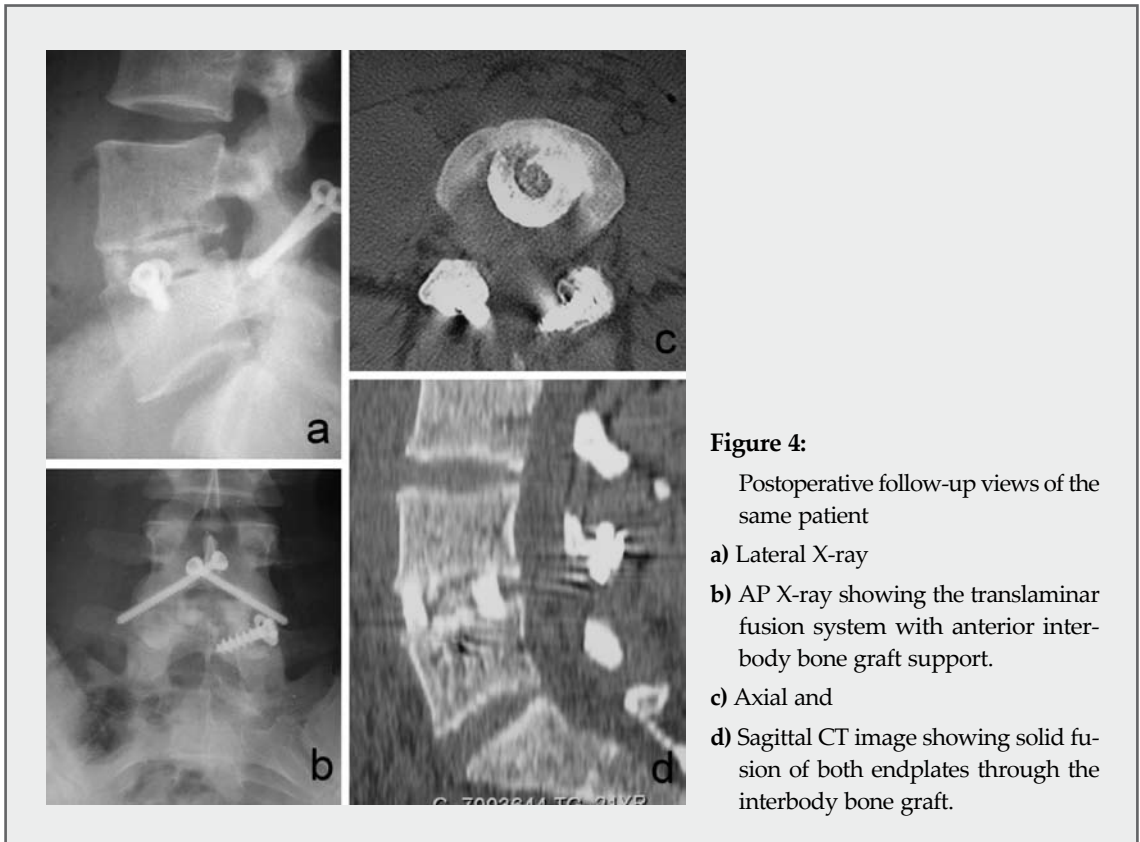 a
b
c
d
Figure 4:
Postoperative follow-up views of the
same patient
a) Lateral X-ray
b) AP X-ray showing the translaminar
fusion system with anterior inter-
body bone graft support.
c) Axial and
d) Sagittal CT image showing solid fu-
sion of both endplates through the
interbody bone graft.